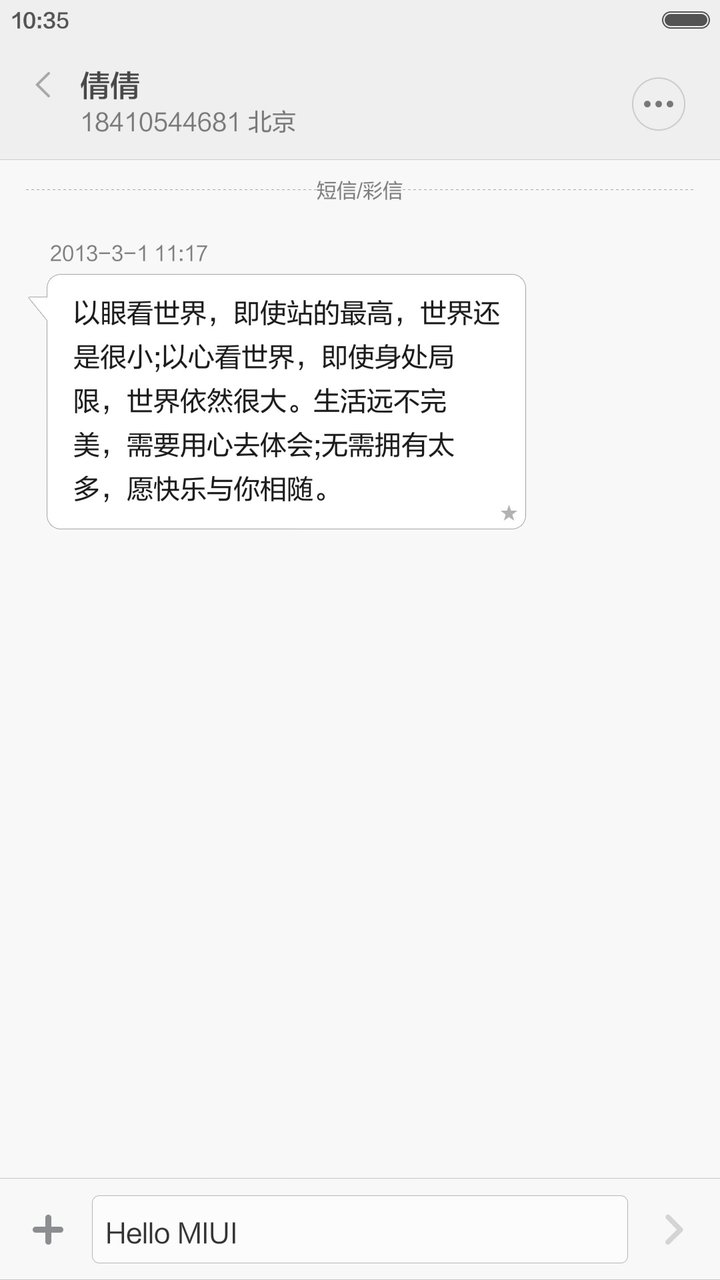 10:35
倩倩
18410544681 北京
短信/彩信
2013-3-1 11:17
以眼看世界，即使站的最高，世界还
是很小;以心看世界，即使身处局
限，世界依然很大。生活远不完
美，需要用心去体会;无需拥有太
多，愿快乐与你相随。
Hello MIUI